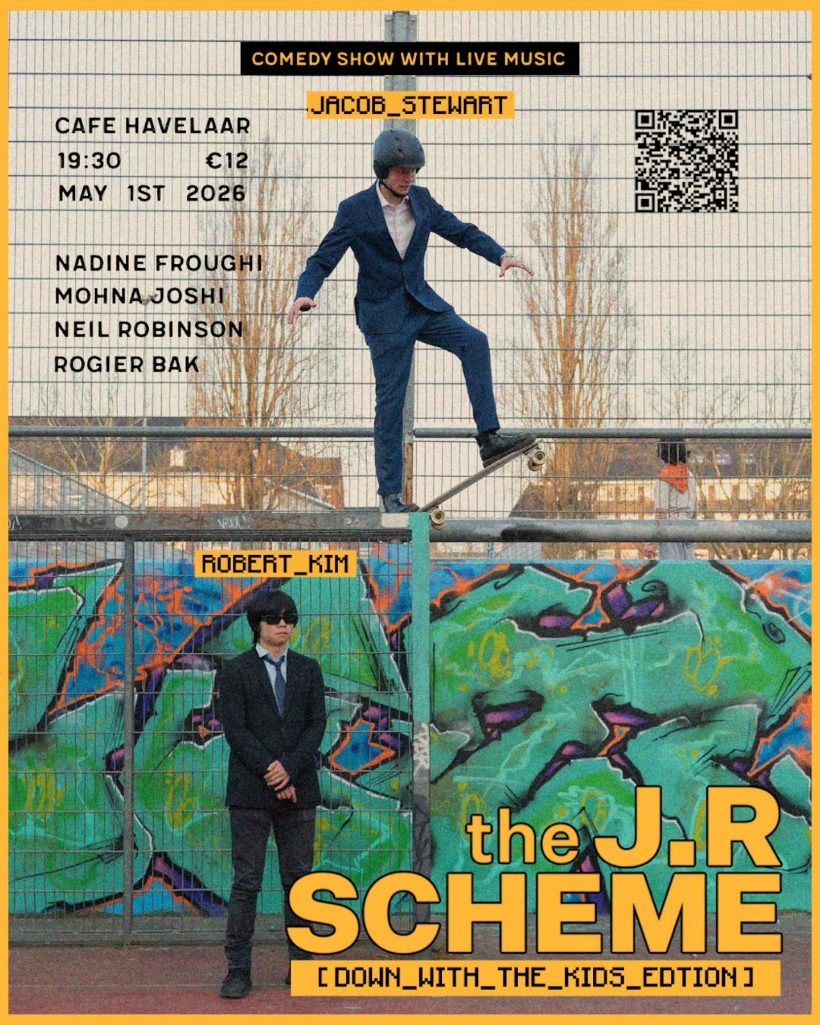 COMEDY SHOW WITH LIVE MUSIC
JACOB_STEWART
CAFE HAVELAAR
19:30 €12
MAY 1ST 2026
NADINE FROUGHI
MOHNA JOSHI
NEIL ROBINSON
ROGIER BAK
ROBERT_KIM
the J.R
SCHEME
[DOWN_WITH_THE_KIDS_EDTION]